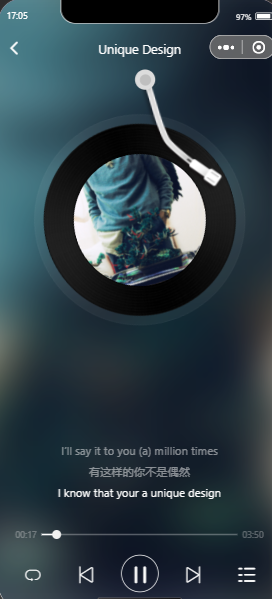 17:05
97%
Unique Design
I'll say it to you (a) million times
有这样的你不是偶然
I know that your a unique design
00:17
03:50